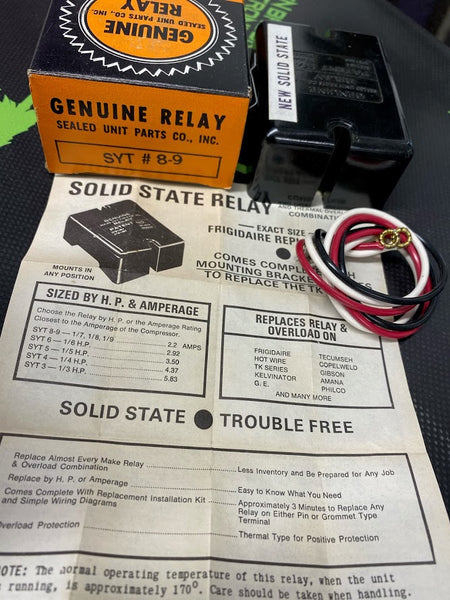 GENUINE
RELAY
SEALED UNIT PARTS CO., INC.
GENUINE RELAY
SEALED UNIT PARTS CO., INC.
SYT # 8-9
NEW SOLID STATE
SOLID STATE RELAY
COMBINATION
EXACT SIZE
FRIGIDAIRE
COMES
MOUNTING
TO REPLACE THE TK
MOUNTS IN
ANY POSITION
SIZED BY H. P. & AMPERAGE
Choose the Relay by H. P. or the Amperage Rating
Closest to the Amperage of the Compressor.
SYT 8-9 — 1/7, 1/8, 1/9 2.2 AMPS
SYT 6 — 1/6 H.P. 2.92
SYT 5 — 1/5 H.P. 3.50
SYT 4 — 1/4 H.P. 4.37
SYT 3 — 1/3 H.P. 5.83
REPLACES RELAY &
OVERLOAD ON
FRIGIDAIRE TECUMSEH
HOT WIRE COPELWELD
TK SERIES GIBSON
KELVINATOR AMANA
G. E. PHILCO
AND MANY MORE
SOLID STATE ● TROUBLE FREE
Replace Almost Every Make Relay
& Overload Combination Less Inventory and Be Prepared for Any Job
Replace by H. P. or Amperage Easy to Know What You Need
Comes Complete With Replacement Installation Kit Approximately 3 Minutes to Replace Any
and Simple Wiring Diagrams Relay on Either Pin or Grommet Type
Terminal
Overload Protection Thermal Type for Positive Protection
NOTE: The normal operating temperature of this relay, when the unit
is running, is approximately 170°. Care should be taken when handling.